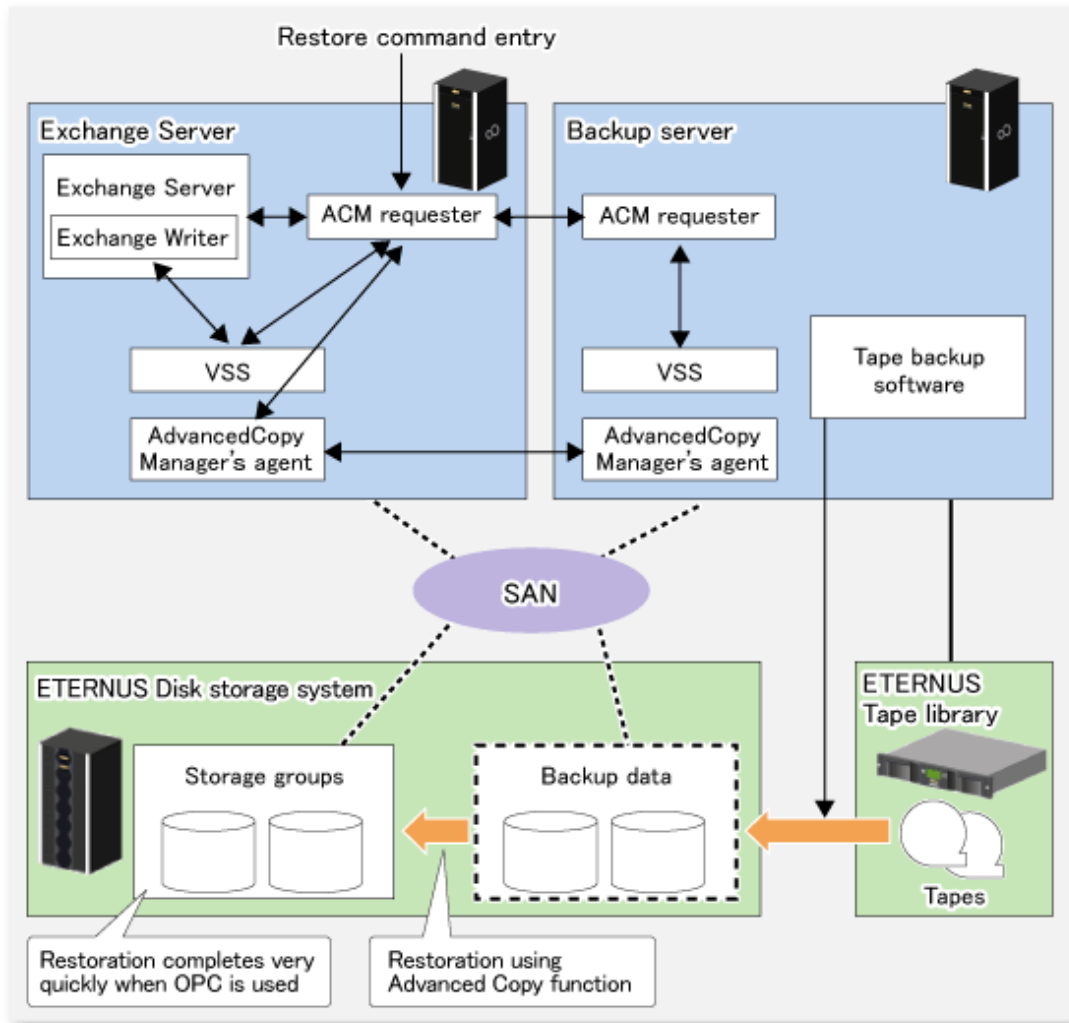 Restore command entry
Exchange Server
Backup server
Exchange Server
Exchange Writer
ACM requester
ACM requester
VSS
VSS
Tape backup
software
AdvancedCopy
Manager's agent
AdvancedCopy
Manager's agent
SAN
ETERNUS Disk storage system
ETERNUS
Tape library
Storage groups
Backup data
Tapes
Restoration completes very
quickly when OPC is used
Restoration using
Advanced Copy function